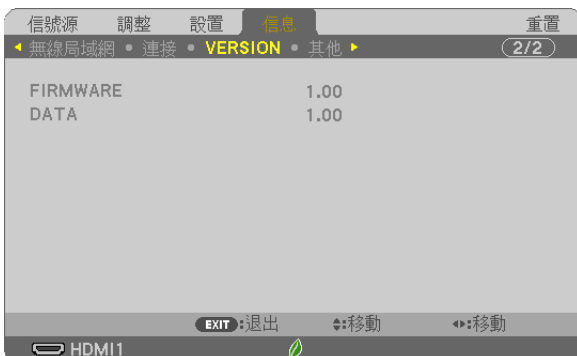 信號源 調整 設置 信息 重置
無線局域網 • 連接 • VERSION • 其他 2/2
FIRMWARE 1.00
DATA 1.00
EXIT :退出 :移動 :移動
HDMI1